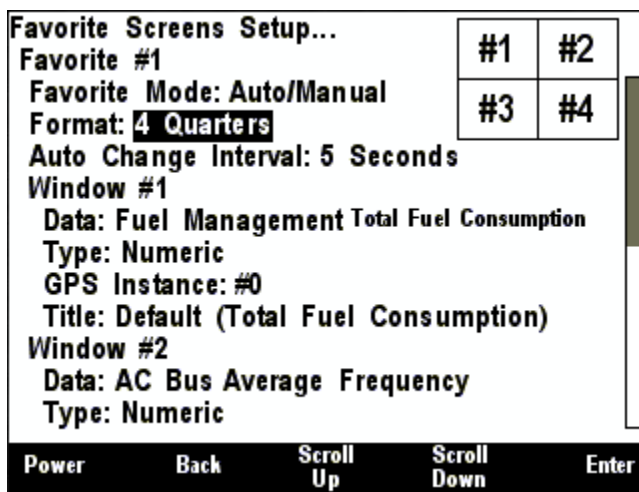 Favorite Screens Setup...
#1 #2
Favorite #1
Favorite Mode: Auto/Manual
#3 #4
Format: 4 Quarters
Auto Change Interval: 5 Seconds
Window #1
Data: Fuel Management Total Fuel Consumption
Type: Numeric
GPS Instance: #0
Title: Default (Total Fuel Consumption)
Window #2
Data: AC Bus Average Frequency
Type: Numeric
Power Back Scroll Up Scroll Down Enter